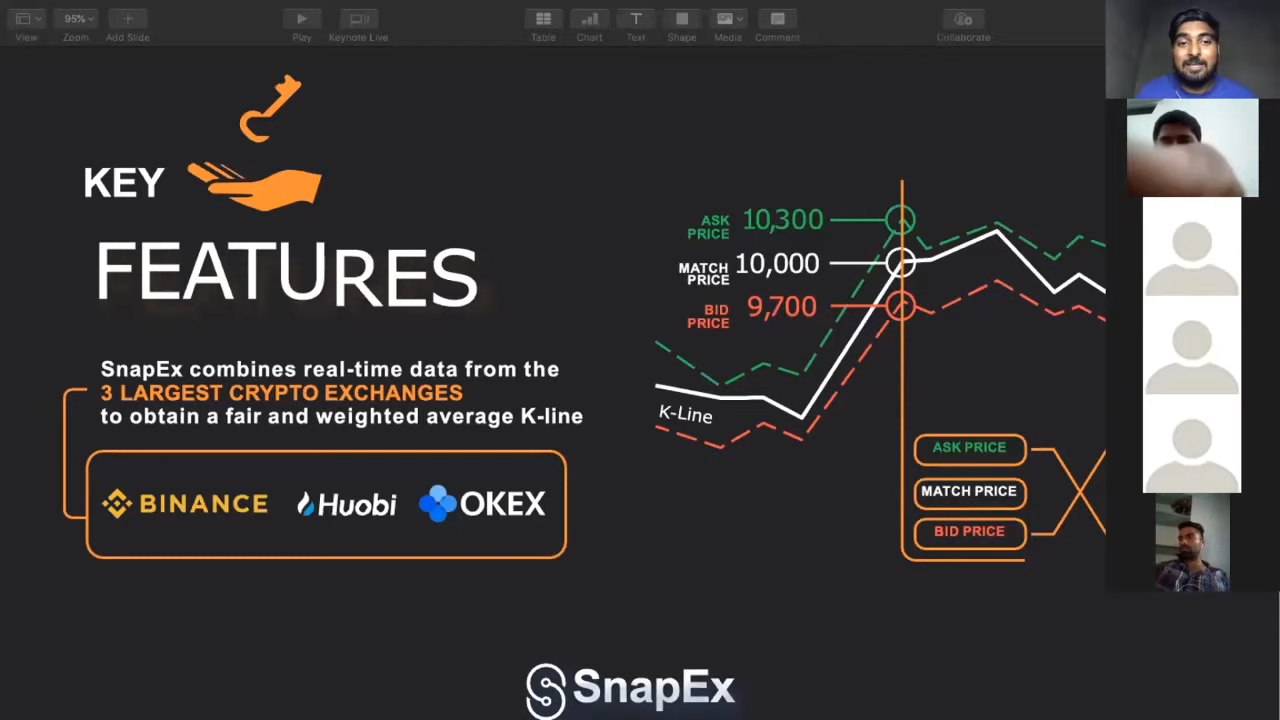 95%
View
Zoom
Add Slide
Play
Keynote Live
Table
Chart
Text
Shape
Media
Comment
Collaborate
KEY
FEATURES
SnapEx combines real-time data from the
3 LARGEST CRYPTO EXCHANGES
to obtain a fair and weighted average K-line
BINANCE
Huobi
OKEX
ASK
PRICE
10,300
MATCH
PRICE
10,000
BID
PRICE
9,700
K-Line
ASK PRICE
MATCH PRICE
BID PRICE
SnapEx